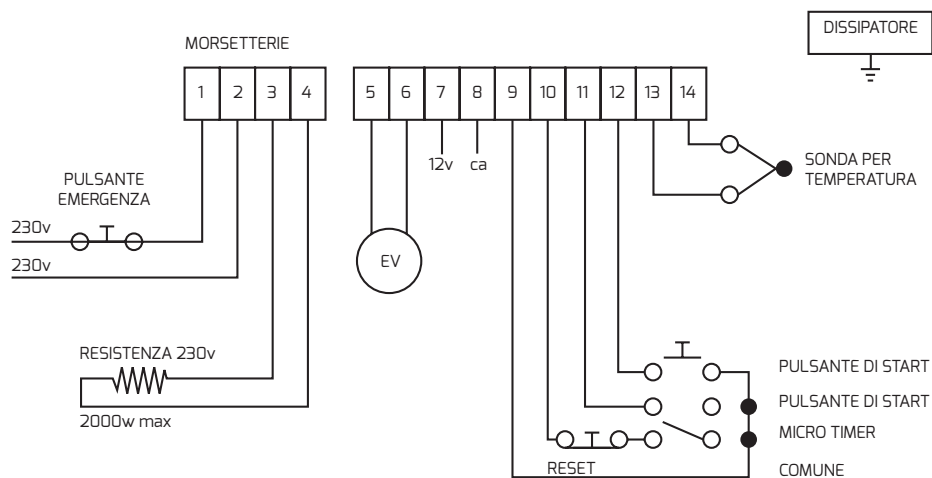 MORSETTERIE
DISSIPATORE
1 2 3 4 5 6 7 8 9 10 11 12 13 14
12v ca
SONDA PER
TEMPERATURA
PULSANTE
EMERGENZA
230v
230v
EV
RESISTENZA 230v
2000w max
PULSANTE DI START
PULSANTE DI START
MICRO TIMER
RESET
COMUNE